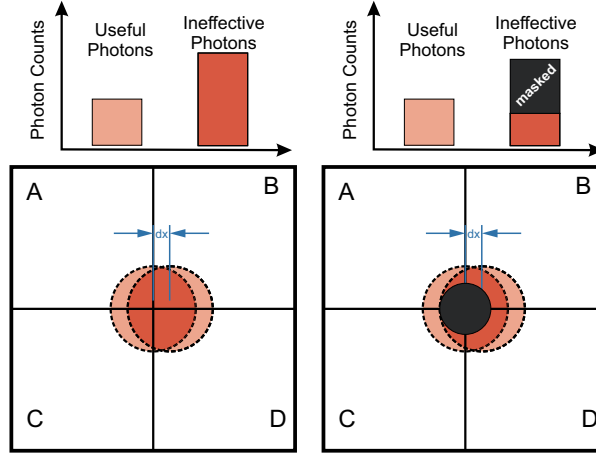 Photon Counts
Useful
Photons
Ineffective
Photons
A
B
dx
C
D
Photon Counts
Useful
Photons
Ineffective
Photons
masked
A
B
dx
C
D